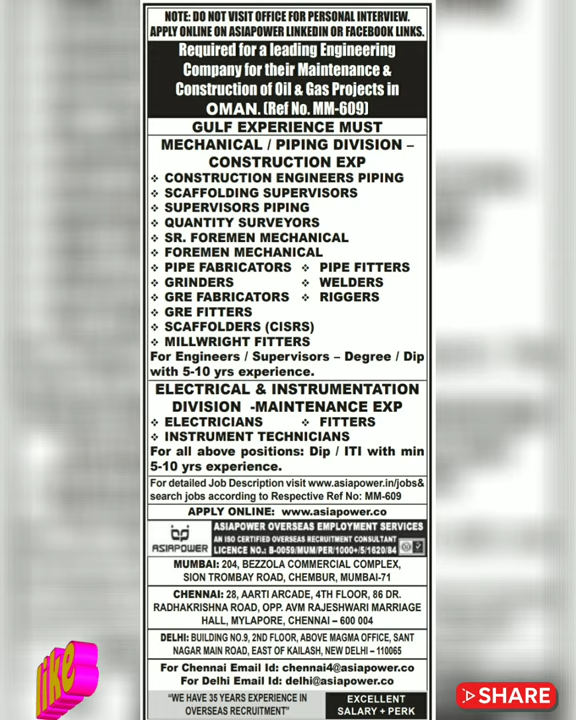 NOTE: DO NOT VISIT OFFICE FOR PERSONAL INTERVIEW.
APPLY ONLINE ON ASIAPOWER LINKEDIN OR FACEBOOK LINKS.
Required for a leading Engineering
Company for their Maintenance &
Construction of Oil & Gas Projects in
OMAN. (Ref No. MM-609)
GULF EXPERIENCE MUST
MECHANICAL / PIPING DIVISION –
CONSTRUCTION EXP
❖ CONSTRUCTION ENGINEERS PIPING
❖ SCAFFOLDING SUPERVISORS
❖ SUPERVISORS PIPING
❖ QUANTITY SURVEYORS
❖ SR. FOREMEN MECHANICAL
❖ FOREMEN MECHANICAL
❖ PIPE FABRICATORS ❖ PIPE FITTERS
❖ GRINDERS ❖ WELDERS
❖ GRE FABRICATORS ❖ RIGGERS
❖ GRE FITTERS
❖ SCAFFOLDERS (CISRS)
❖ MILLWRIGHT FITTERS
For Engineers / Supervisors – Degree / Dip
with 5-10 yrs experience.
ELECTRICAL & INSTRUMENTATION
DIVISION -MAINTENANCE EXP
❖ ELECTRICIANS ❖ FITTERS
❖ INSTRUMENT TECHNICIANS
For all above positions: Dip / ITI with min
5-10 yrs experience.
For detailed Job Description visit www.asiapower.in/jobs&
search jobs according to Respective Ref No: MM-609
APPLY ONLINE: www.asiapower.co
ASIAPOWER
ASIAPOWER OVERSEAS EMPLOYMENT SERVICES
AN ISO CERTIFIED OVERSEAS RECRUITMENT CONSULTANT
LICENCE NO.: B-0059/MUM/PER/1000+/5/1620/84
MUMBAI: 204, BEZZOLA COMMERCIAL COMPLEX,
SION TROMBAY ROAD, CHEMBUR, MUMBAI-71
CHENNAI: 28, AARTI ARCADE, 4TH FLOOR, 86 DR.
RADHAKRISHNA ROAD, OPP. AVM RAJESHWARI MARRIAGE
HALL, MYLAPORE, CHENNAI – 600 004
DELHI: BUILDING NO.9, 2ND FLOOR, ABOVE MAGMA OFFICE, SANT
NAGAR MAIN ROAD, EAST OF KAILASH, NEW DELHI – 110065
For Chennai Email Id: chennai4@asiapower.co
For Delhi Email Id: delhi@asiapower.co
"WE HAVE 35 YEARS EXPERIENCE IN
OVERSEAS RECRUITMENT"
EXCELLENT
SALARY + PERK
like
SHARE